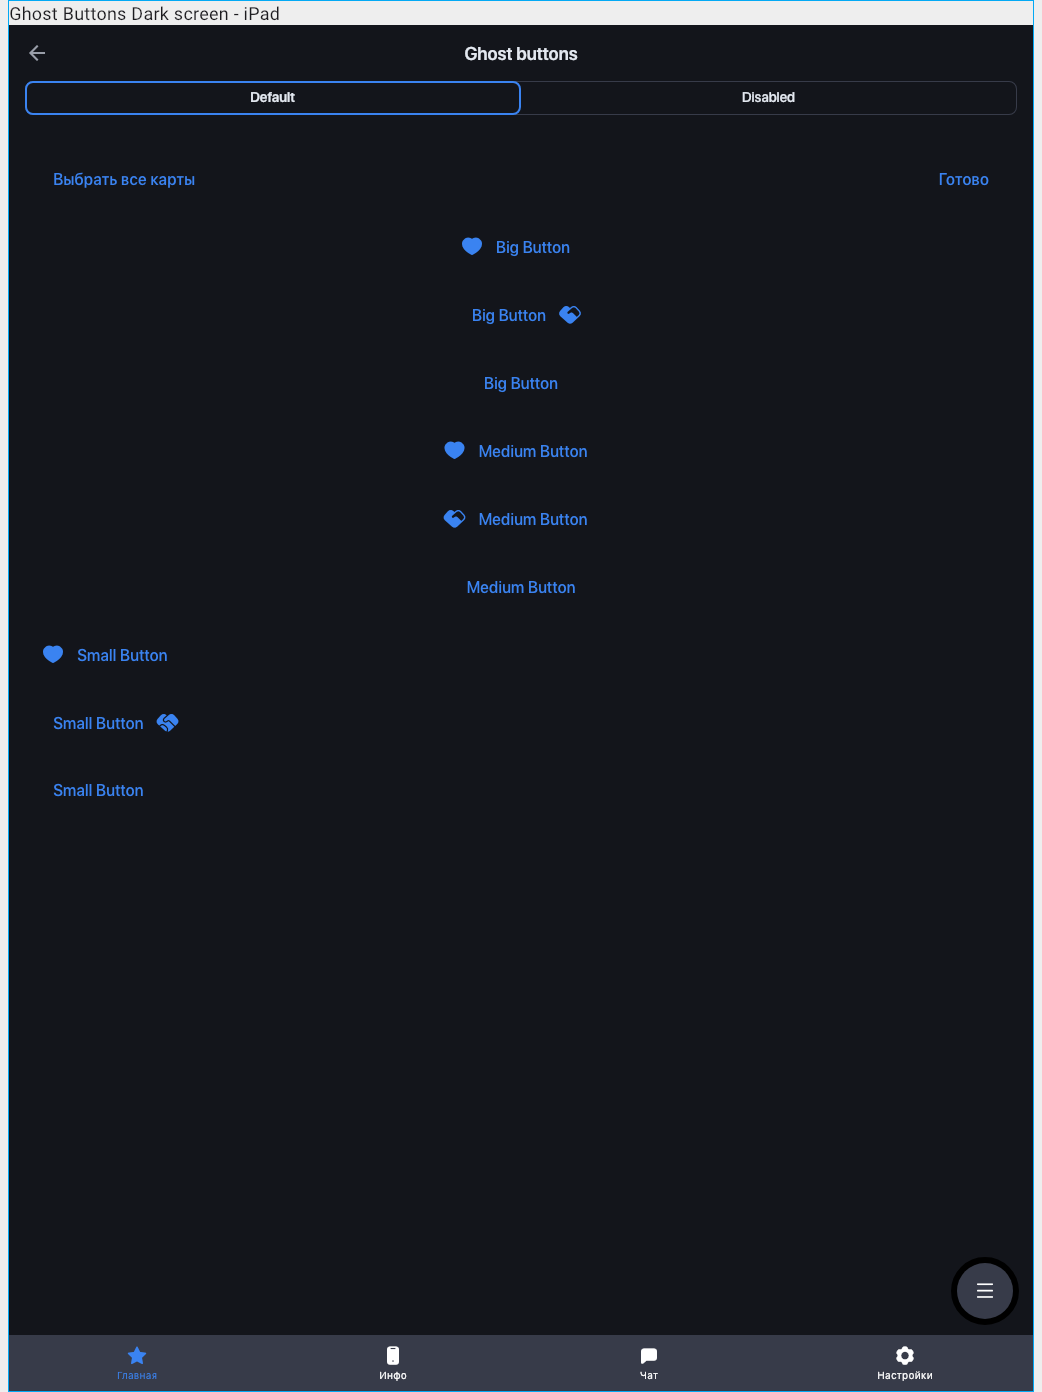 Ghost Buttons Dark screen - iPad
Ghost buttons
Default
Disabled
Выбрать все карты
Готово
Big Button
Big Button
Big Button
Medium Button
Medium Button
Medium Button
Small Button
Small Button
Small Button
Главная
Инфо
Чат
Настройки